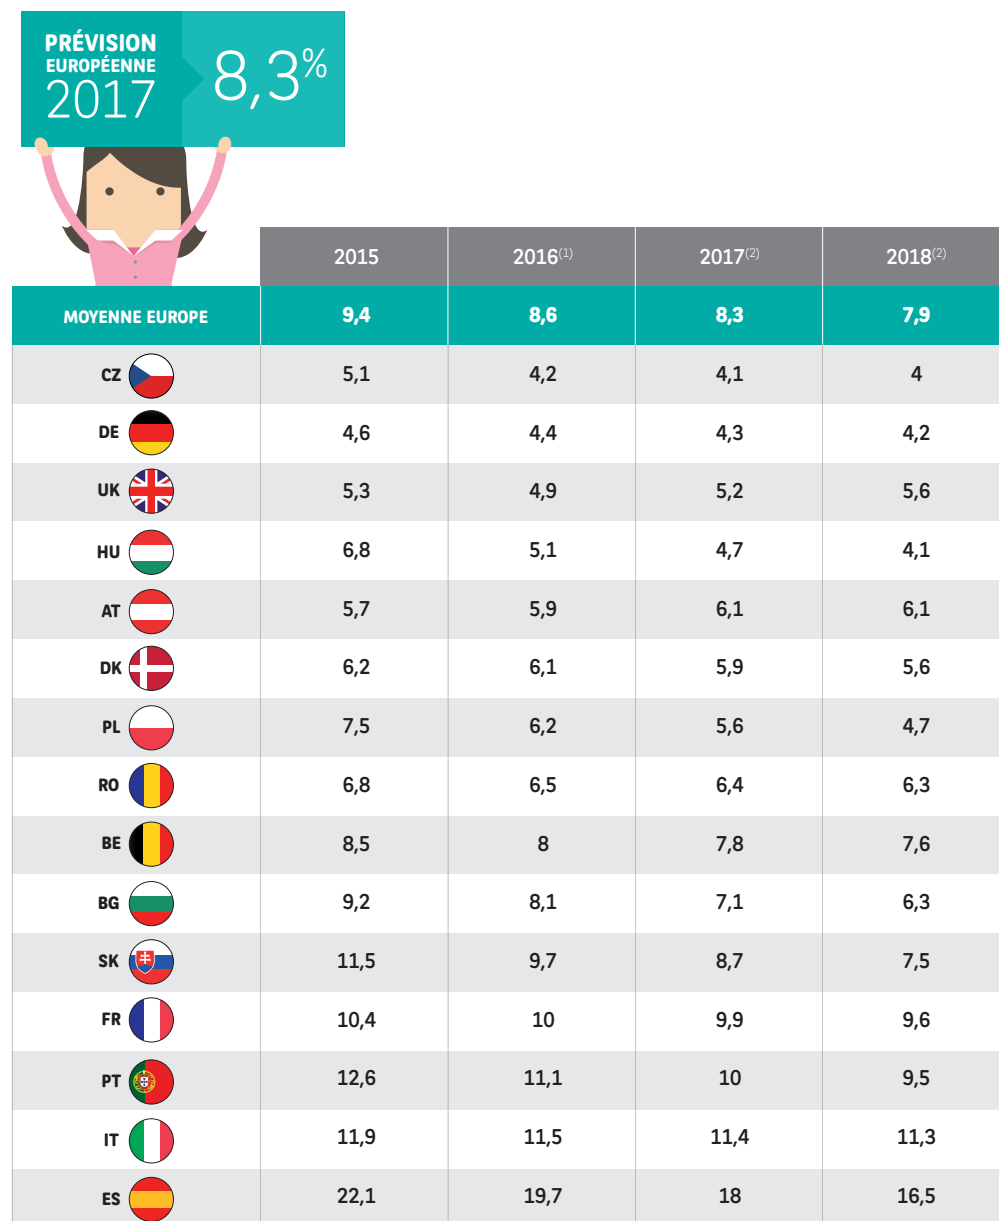 PRÉVISION
EUROPÉENNE
2017
8,3%
2015 2016(1) 2017(2) 2018(2)
MOYENNE EUROPE 9,4 8,6 8,3 7,9
CZ 5,1 4,2 4,1 4
DE 4,6 4,4 4,3 4,2
UK 5,3 4,9 5,2 5,6
HU 6,8 5,1 4,7 4,1
AT 5,7 5,9 6,1 6,1
DK 6,2 6,1 5,9 5,6
PL 7,5 6,2 5,6 4,7
RO 6,8 6,5 6,4 6,3
BE 8,5 8 7,8 7,6
BG 9,2 8,1 7,1 6,3
SK 11,5 9,7 8,7 7,5
FR 10,4 10 9,9 9,6
PT 12,6 11,1 10 9,5
IT 11,9 11,5 11,4 11,3
ES 22,1 19,7 18 16,5